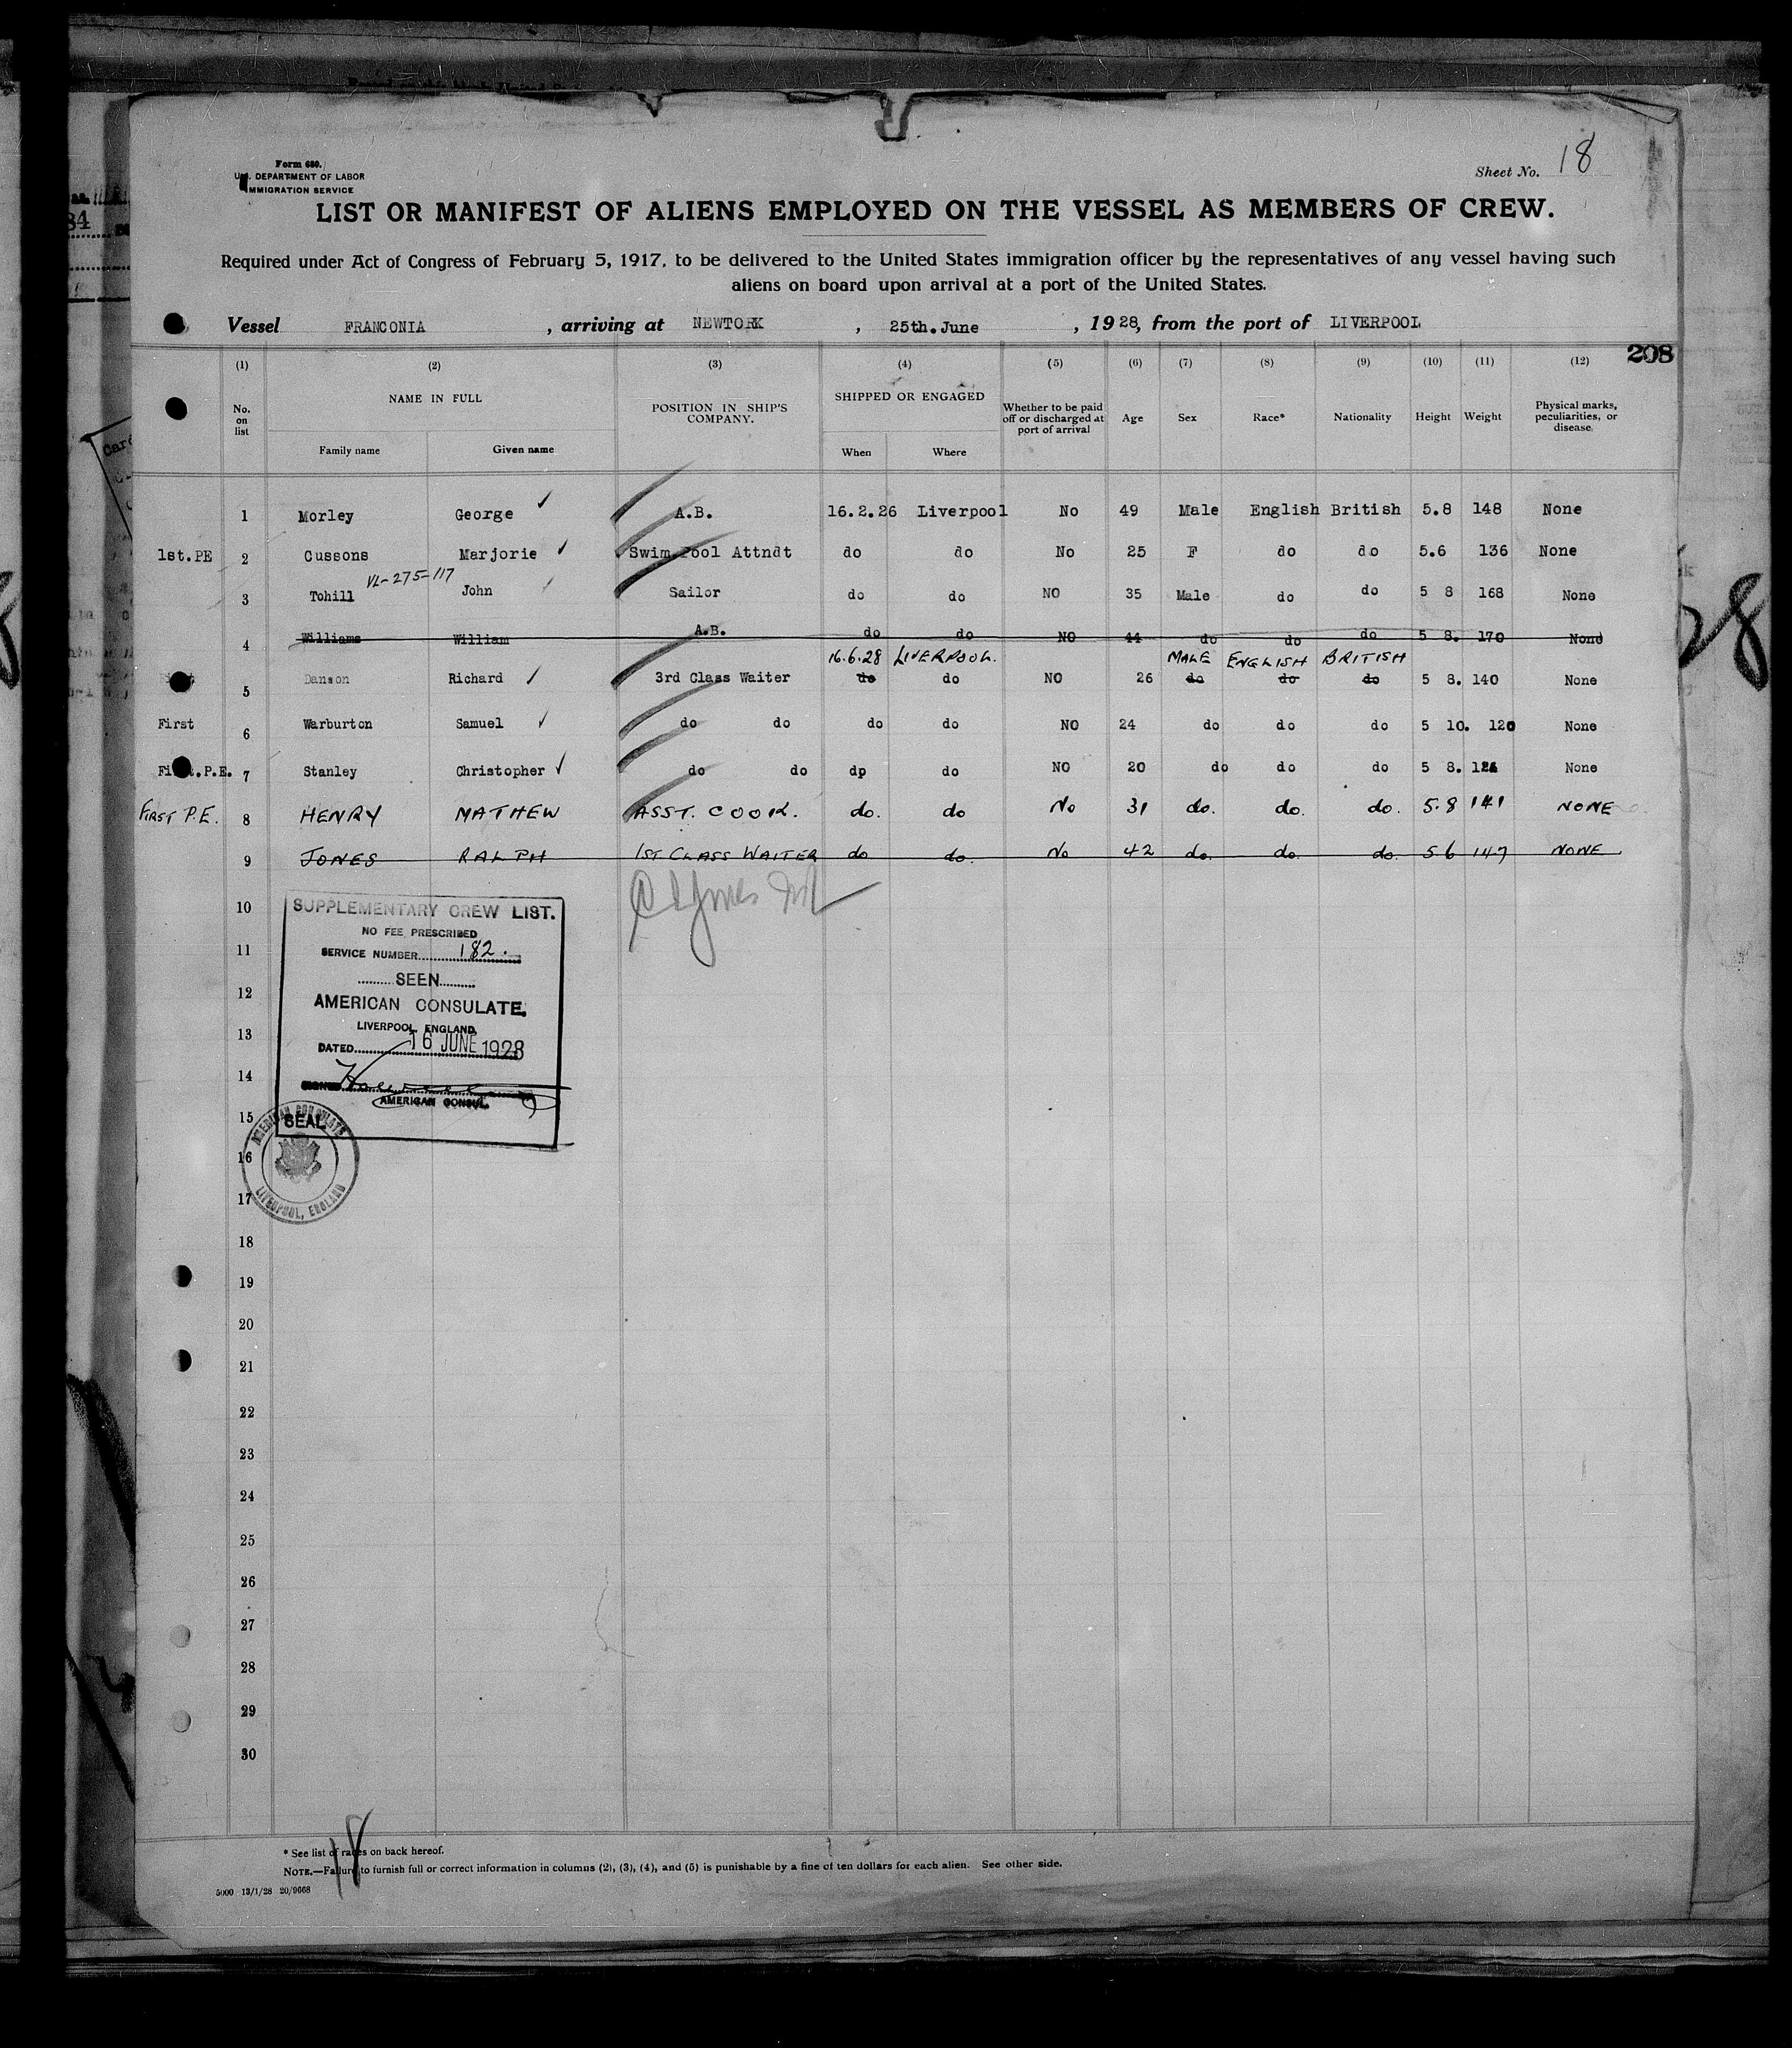 Form 680.
U.S. DEPARTMENT OF LABOR
IMMIGRATION SERVICE
Sheet No. 18
LIST OR MANIFEST OF ALIENS EMPLOYED ON THE VESSEL AS MEMBERS OF CREW.
Required under Act of Congress of February 5, 1917, to be delivered to the United States immigration officer by the representatives of any vessel having such
aliens on board upon arrival at a port of the United States.
Vessel FRANCONIA , arriving at NEWTORK , 25th.June , 1928, from the port of LIVERPOOL
208
(1) (2) (3) (4) (5) (6) (7) (8) (9) (10) (11) (12)
No. on list NAME IN FULL Family name Given name POSITION IN SHIP'S COMPANY. SHIPPED OR ENGAGED When Where Whether to be paid off or discharged at port of arrival Age Sex Race* Nationality Height Weight Physical marks, peculiarities, or disease.
1 Morley George ✓ A.B. 16.2.26 Liverpool No 49 Male English British 5.8 148 None
1st.PE 2 Cussons Marjorie ✓ Swim.Pool Attndt do do No 25 F do do 5.6 136 None
VL-275-117
3 Tohill John Sailor do do NO 35 Male do do 5 8 168 None
4 Williams William A.B. do do NO 44 do do do 5 8. 170 None
16.6.28 LIVERPOOL. MALE ENGLISH BRITISH
5 Danson Richard ✓ 3rd Class Waiter do do NO 26 do do do 5 8. 140 None
First 6 Warburton Samuel ✓ do do do do NO 24 do do do 5 10. 120 None
First.P.E. 7 Stanley Christopher ✓ do do dp do NO 20 do do do 5 8. None
FIRST P.E. 8 HENRY MATHEW ASST. COOK. do. do No 31 do. do. do. 5.8 141 NONE
9 JONES RALPH 1ST CLASS WAITER do do. No 42 do. do. do. 5.6 147 NONE
10
SUPPLEMENTARY CREW LIST.
NO FEE PRESCRIBED
11
SERVICE NUMBER 182.
SEEN
12
AMERICAN CONSULATE.
LIVERPOOL, ENGLAND.
13
DATED 16 JUNE 1928
14
SIGNED
AMERICAN CONSUL.
15
SEAL
AMERICAN CONSULATE
16
LIVERPOOL, ENGLAND
17
18
19
20
21
22
23
24
25
26
27
28
29
30
18
* See list of races on back hereof.
NOTE.—Failure to furnish full or correct information in columns (2), (3), (4), and (5) is punishable by a fine of ten dollars for each alien. See other side.
5000 13/1/28 20/9668